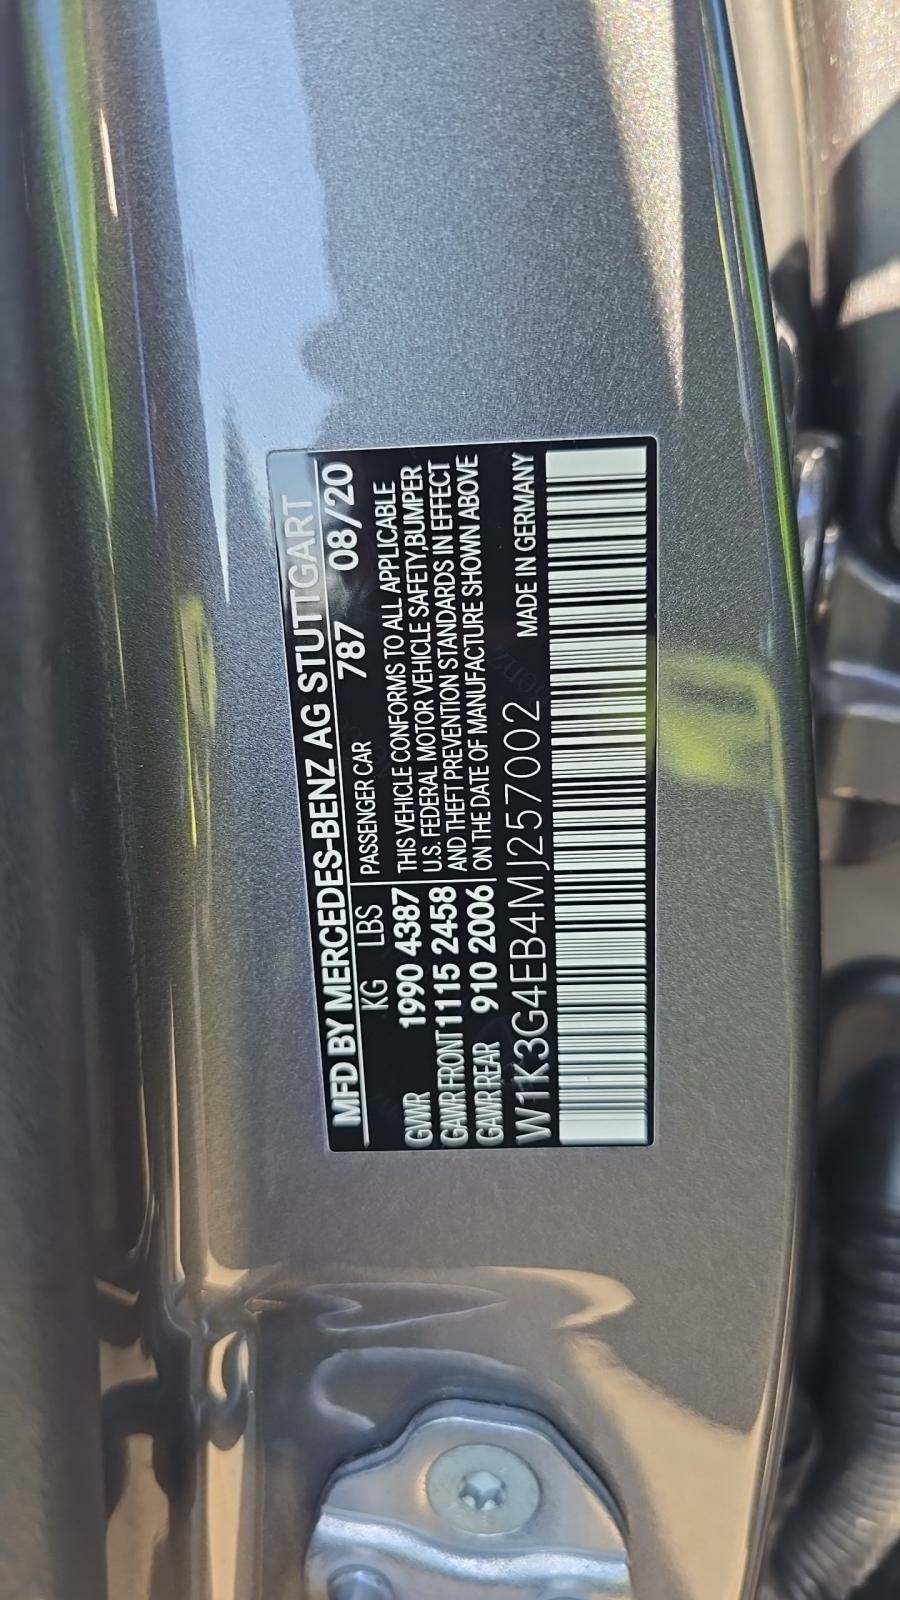 MFD BY MERCEDES-BENZ AG STUTTGART
KG LBS PASSENGER CAR 787 08/20
GVWR 1990 4387 THIS VEHICLE CONFORMS TO ALL APPLICABLE
GAWR FRONT 1115 2458 U.S. FEDERAL MOTOR VEHICLE SAFETY, BUMPER
GAWR REAR 910 2006 AND THEFT PREVENTION STANDARDS IN EFFECT
ON THE DATE OF MANUFACTURE SHOWN ABOVE
W1K3G4EB4MJ257002 MADE IN GERMANY